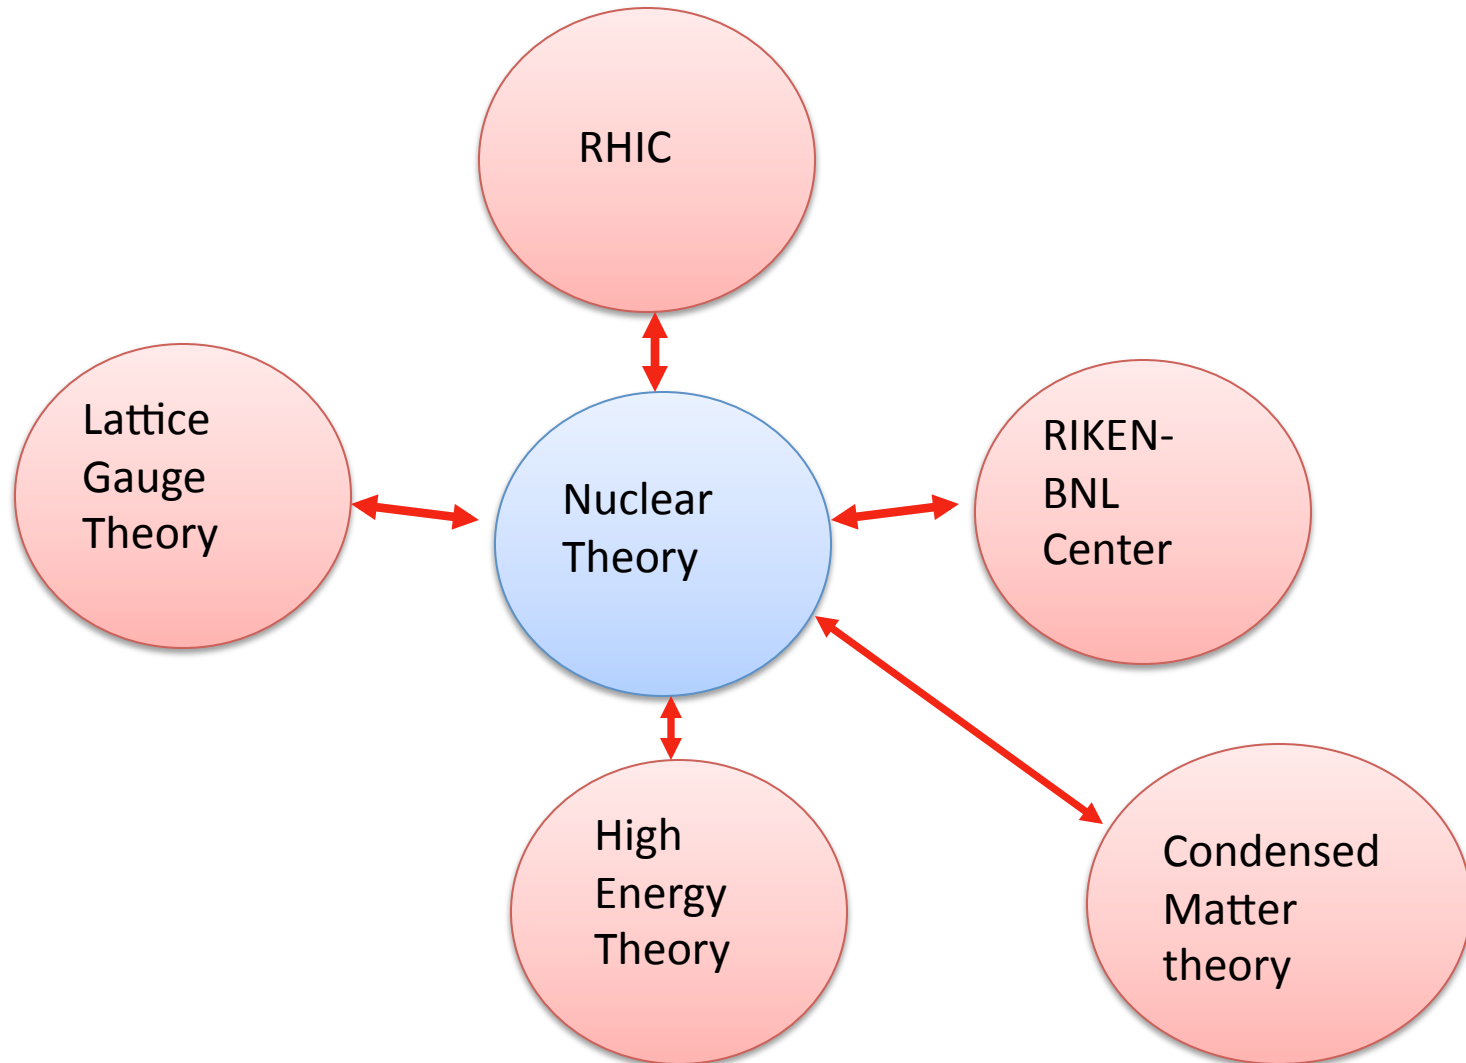 RHIC
Lattice
Gauge
Theory
Nuclear
Theory
RIKEN-
BNL
Center
High
Energy
Theory
Condensed
Matter
theory